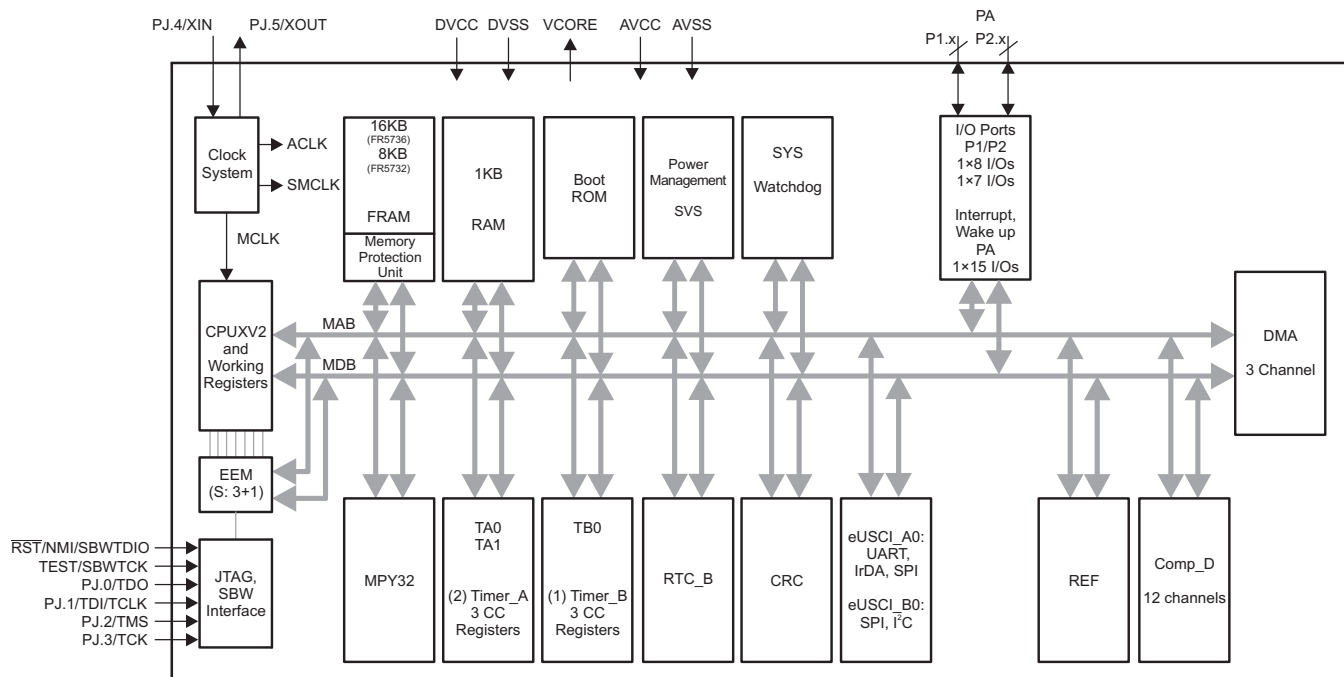 PJ.4/XIN
PJ.5/XOUT
DVCC
DVSS
VCORE
AVCC
AVSS
PA
P1.x
P2.x
Clock
System
ACLK
SMCLK
MCLK
16KB
(FR5736)
8KB
(FR5732)
FRAM
Memory
Protection
Unit
1KB
RAM
Boot
ROM
Power
Management
SVS
SYS
Watchdog
I/O Ports
P1/P2
1×8 I/Os
1×7 I/Os
Interrupt,
Wake up
PA
1×15 I/Os
CPUXV2
and
Working
Registers
MAB
MDB
DMA
3 Channel
EEM
(S: 3+1)
R̅S̅T̅/NMI/SBWTDIO
TEST/SBWTCK
PJ.0/TDO
PJ.1/TDI/TCLK
PJ.2/TMS
PJ.3/TCK
JTAG,
SBW
Interface
MPY32
TA0
TA1
(2) Timer_A
3 CC
Registers
TB0
(1) Timer_B
3 CC
Registers
RTC_B
CRC
eUSCI_A0:
UART,
IrDA, SPI
eUSCI_B0:
SPI, I²C
REF
Comp_D
12 channels